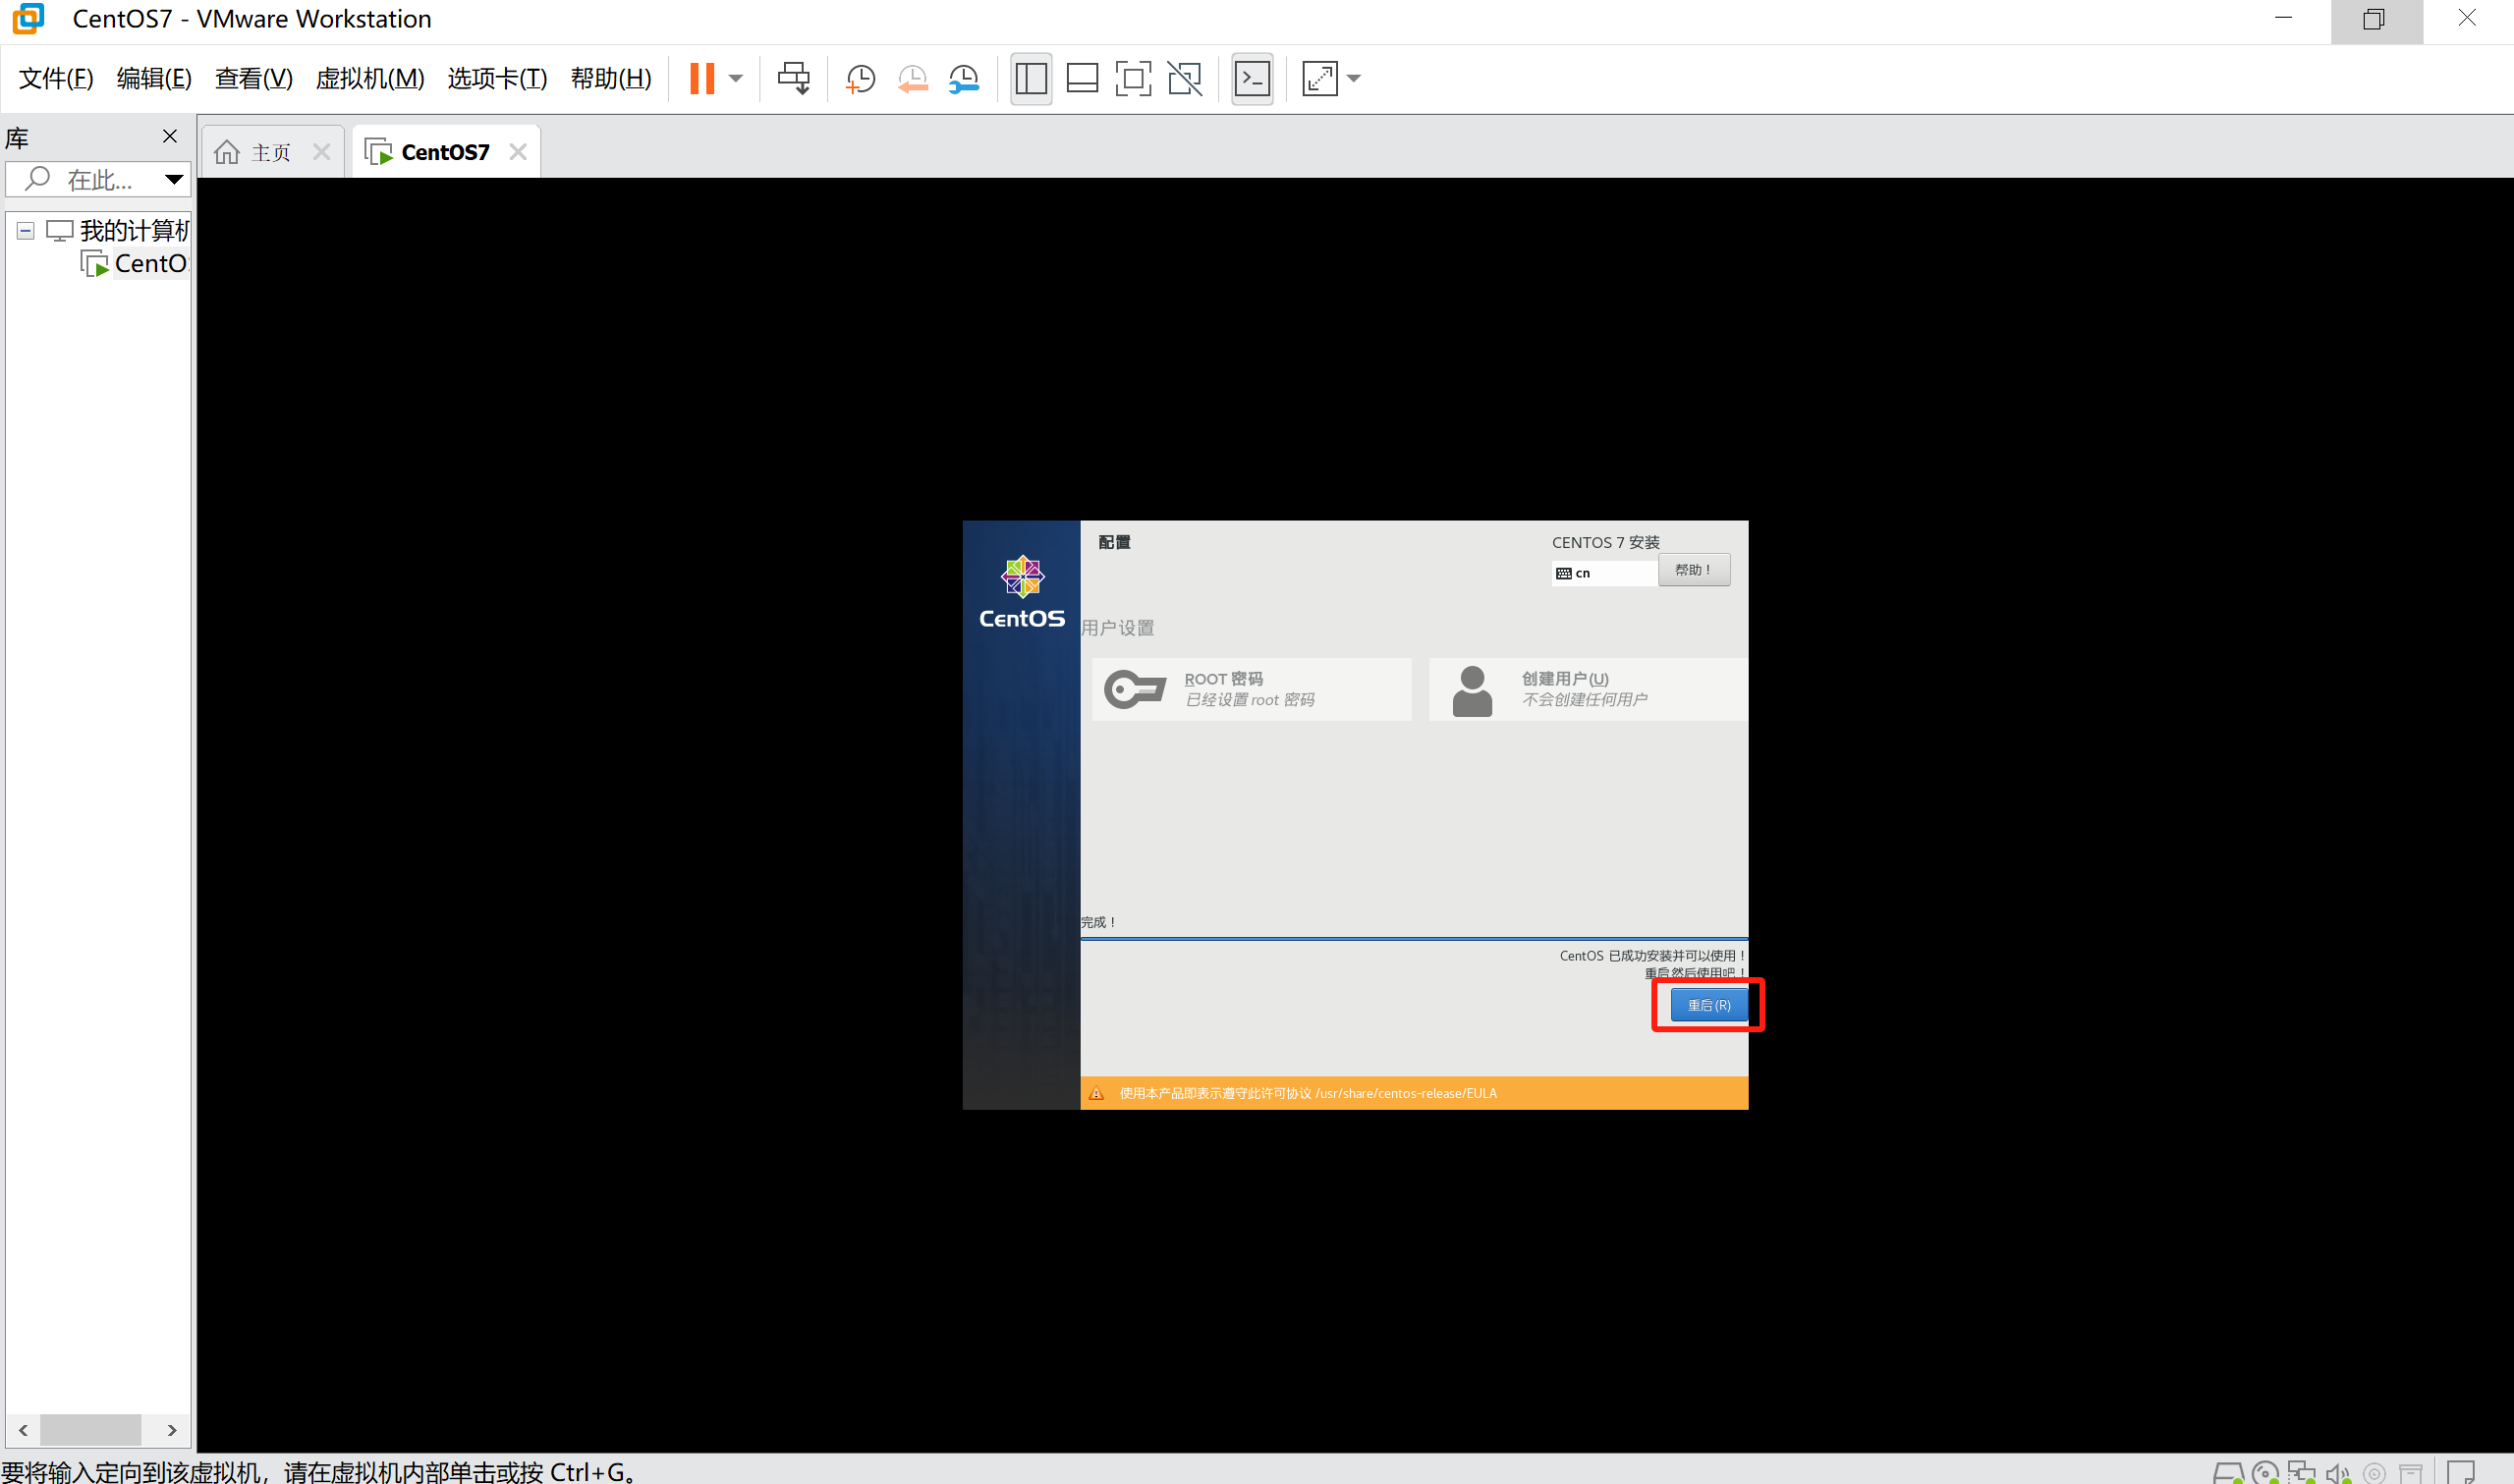 CentOS7 - VMware Workstation
文件(F) 编辑(E) 查看(V) 虚拟机(M) 选项卡(T) 帮助(H)
库
主页
CentOS7
在此...
我的计算机
CentOS
配置
CENTOS 7 安装
cn
帮助！
CentOS
用户设置
ROOT 密码
已经设置 root 密码
创建用户(U)
不会创建任何用户
完成！
CentOS 已成功安装并可以使用！
重启然后使用吧！
重启(R)
使用本产品即表示遵守此许可协议 /usr/share/centos-release/EULA
要将输入定向到该虚拟机，请在虚拟机内部单击或按 Ctrl+G。